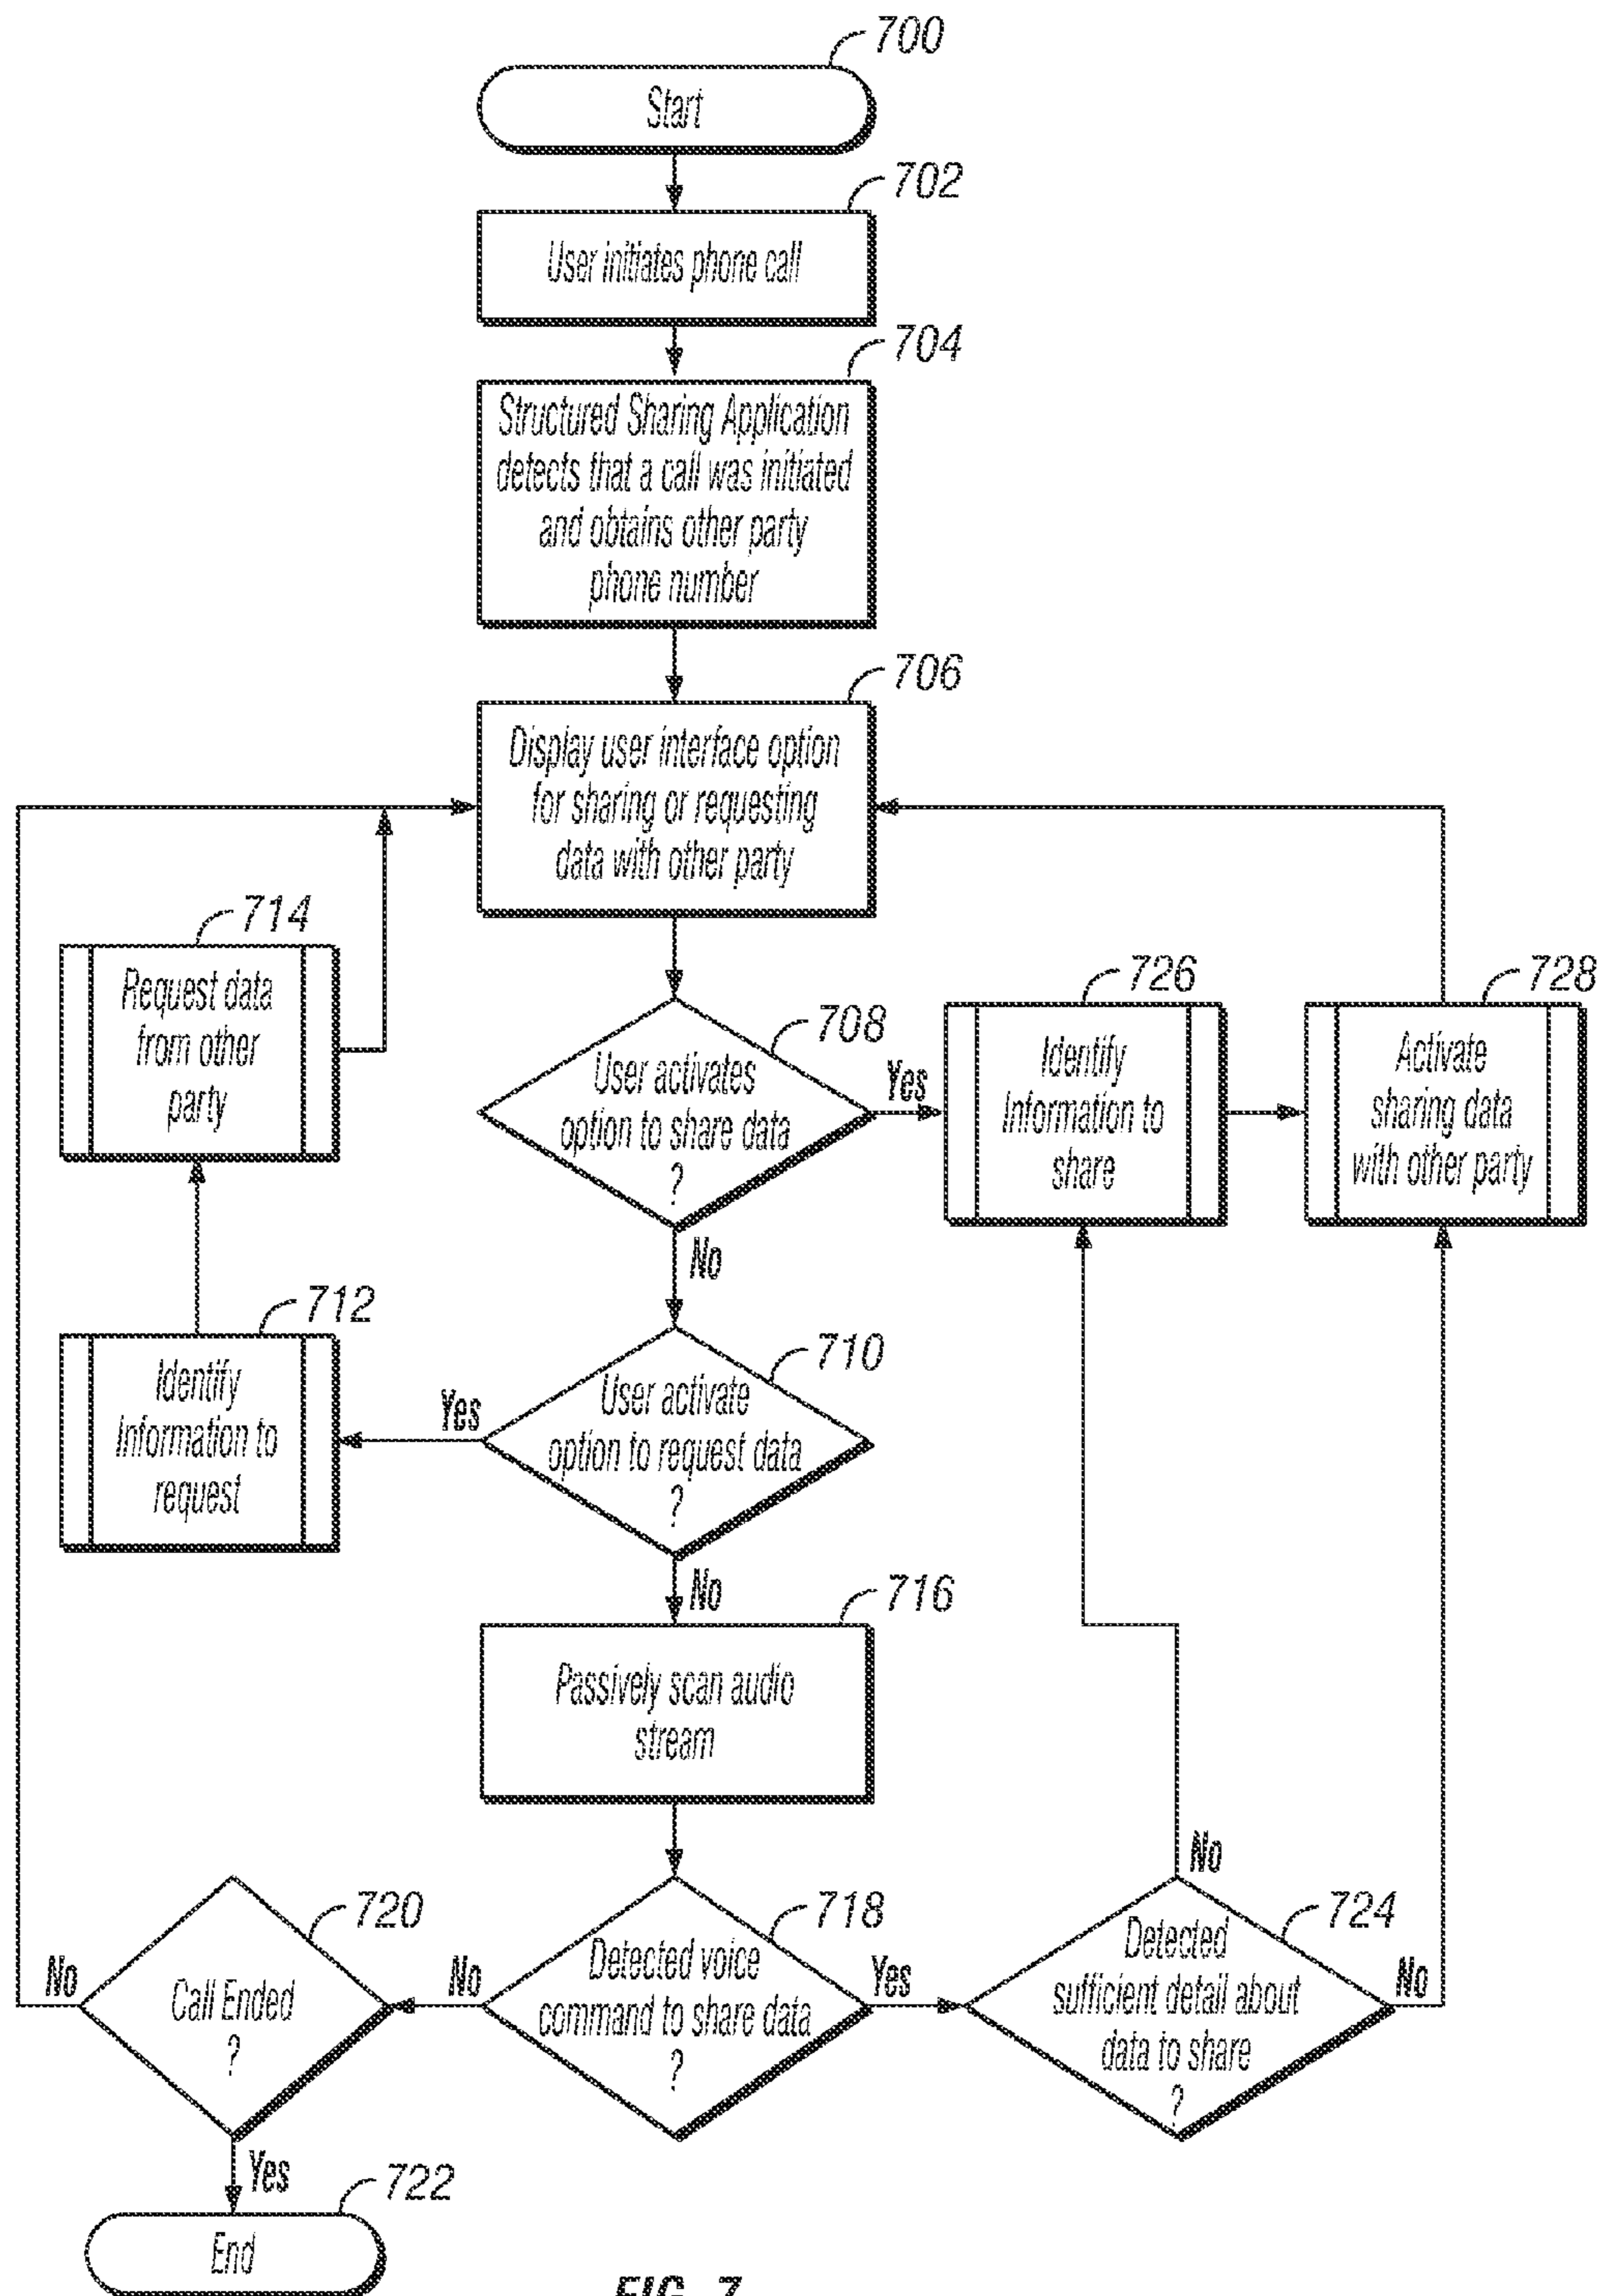 700
Start
702
User initiates phone call
704
Structured Sharing Application
detects that a call was initiated
and obtains other party
phone number
706
Display user interface option
for sharing or requesting
data with other party
714
Request data
from other
party
708
User activates
option to share data
?
Yes
726
Identify
Information to
share
728
Activate
sharing data
with other party
No
712
Identify
Information to
request
Yes
710
User activate
option to request data
?
No
716
Passively scan audio
stream
No
720
Call Ended
?
No
718
Detected voice
command to share data
?
Yes
No
724
Detected
sufficient detail about
data to share
?
No
Yes
722
End
FIG. 7